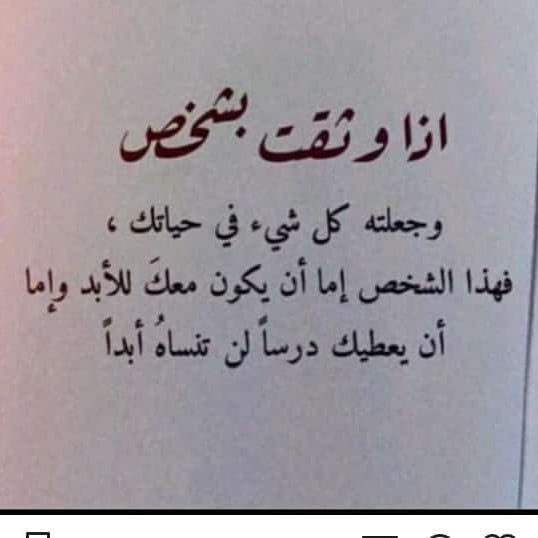 اذا وثقت بشخص
وجعلته كل شيء في حياتك ،
فهذا الشخص إما أن يكون معكَ للأبد وإما
أن يعطيك درساً لن تنساهُ أبداً